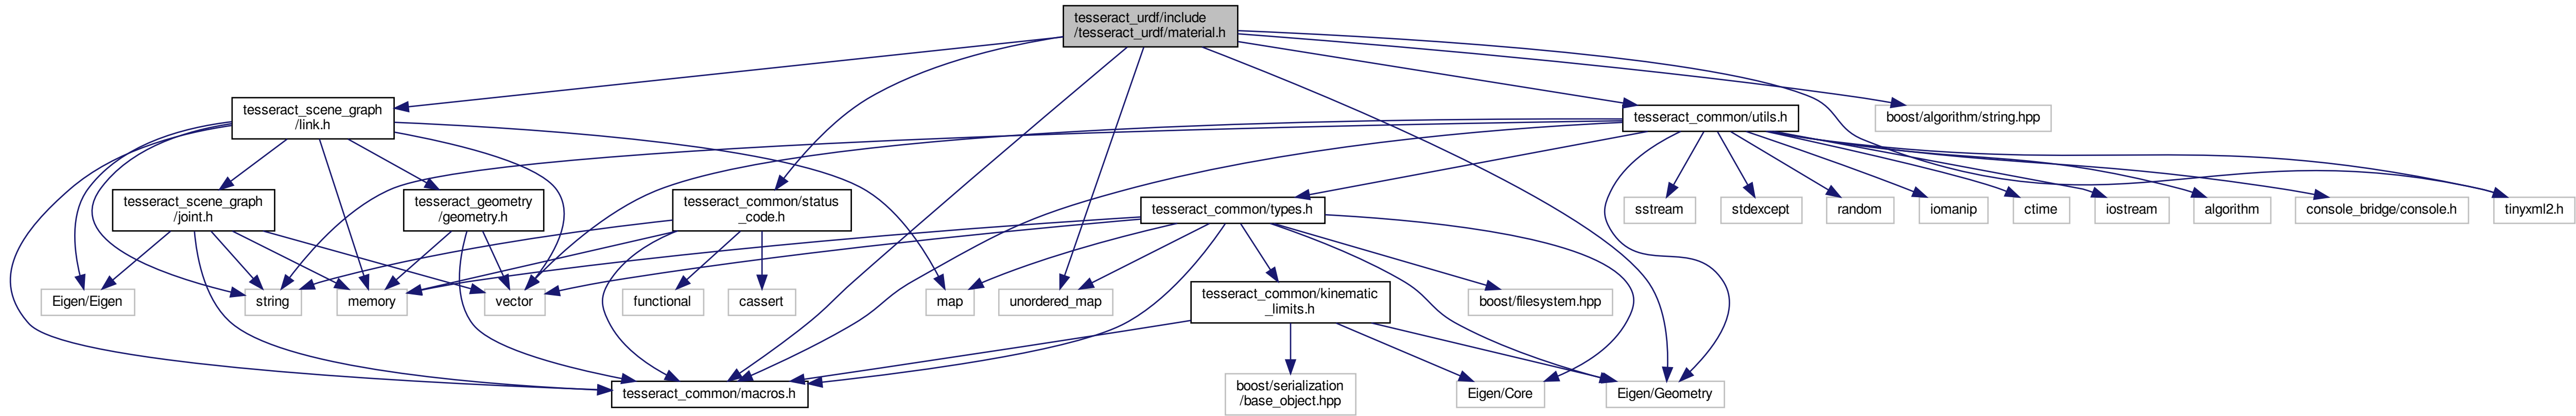 tesseract_urdf/include
/tesseract_urdf/material.h
tesseract_scene_graph
/link.h
tesseract_common/utils.h
boost/algorithm/string.hpp
tesseract_scene_graph
/joint.h
tesseract_geometry
/geometry.h
tesseract_common/status
_code.h
tesseract_common/types.h
sstream
stdexcept
random
iomanip
ctime
iostream
algorithm
console_bridge/console.h
tinyxml2.h
Eigen/Eigen
string
memory
vector
functional
cassert
map
unordered_map
tesseract_common/kinematic
_limits.h
boost/filesystem.hpp
tesseract_common/macros.h
boost/serialization
/base_object.hpp
Eigen/Core
Eigen/Geometry